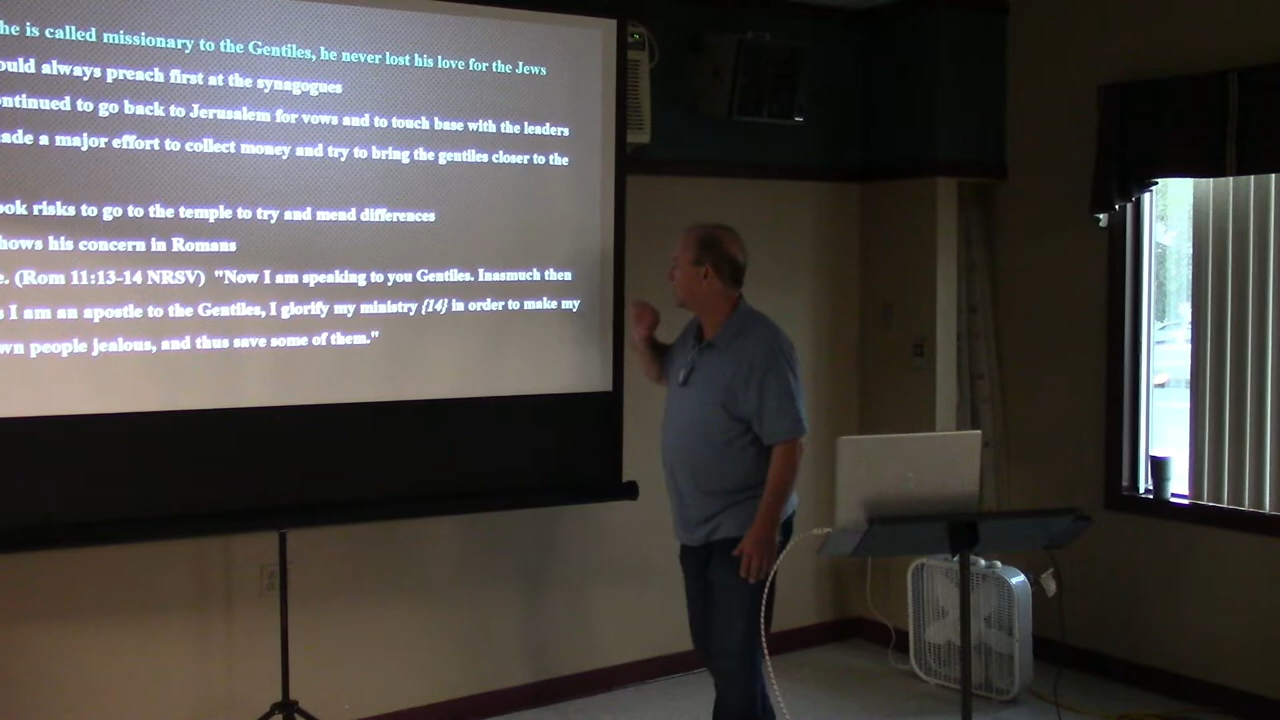 he is called missionary to the Gentiles, he never lost his love for the Jews
ould always preach first at the synagogues
ontinued to go back to Jerusalem for vows and to touch base with the leaders
ade a major effort to collect money and try to bring the gentiles closer to the
ook risks to go to the temple to try and mend differences
hows his concern in Romans
e. (Rom 11:13-14 NRSV) "Now I am speaking to you Gentiles. Inasmuch then
s I am an apostle to the Gentiles, I glorify my ministry {14} in order to make my
wn people jealous, and thus save some of them."